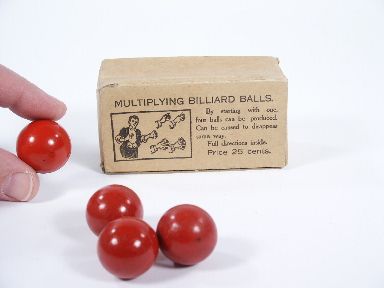 MULTIPLYING BILLIARD BALLS.
By starting with one,
four balls can be produced.
Can be caused to disappear
same way.
Full directions inside.
Price 25 cents.